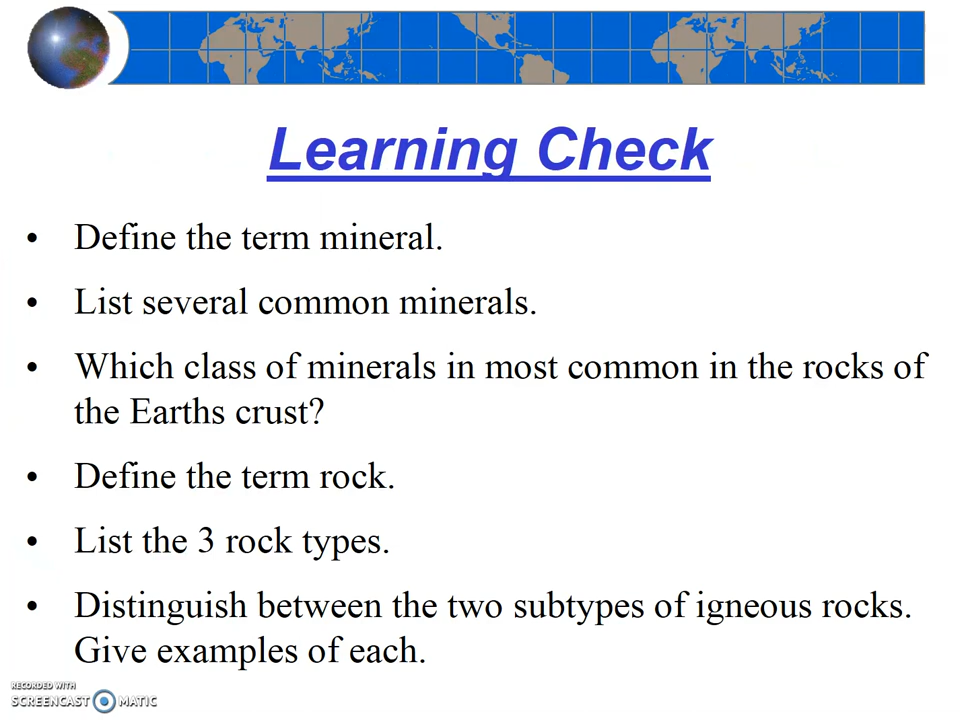 Learning Check
• Define the term mineral.
• List several common minerals.
• Which class of minerals in most common in the rocks of
the Earths crust?
• Define the term rock.
• List the 3 rock types.
• Distinguish between the two subtypes of igneous rocks.
Give examples of each.
RECORDED WITH
SCREENCAST MATIC